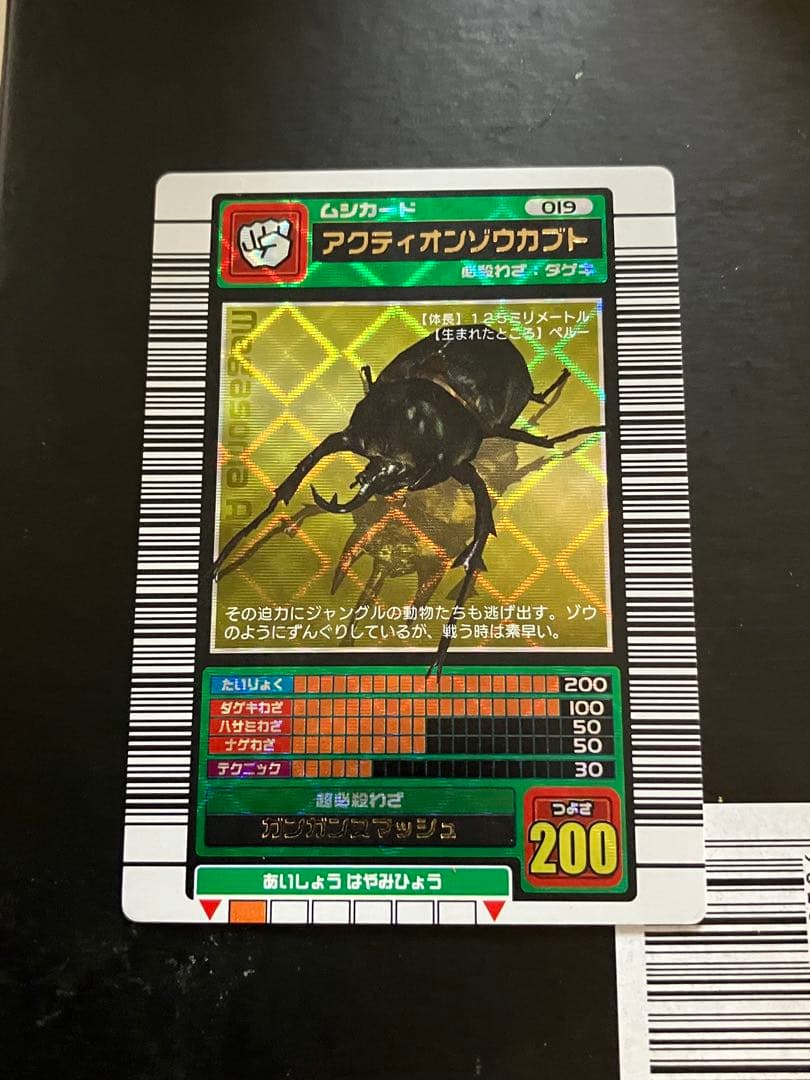 ムシカード
019
アクティオンゾウカブト
必殺わざ・ダゲキ
【体長】125ミリメートル
【生まれたところ】ペルー
Megasoma A
その迫力にジャングルの動物たちも逃げ出す。ゾウ
のようにずんぐりしているが、戦う時は素早い。
たいりょく 200
ダゲキわざ 100
ハサミわざ 50
ナゲわざ 50
テクニック 30
超必殺わざ
ガンガンスマッシュ
つよさ
200
あいしょう はやみひょう